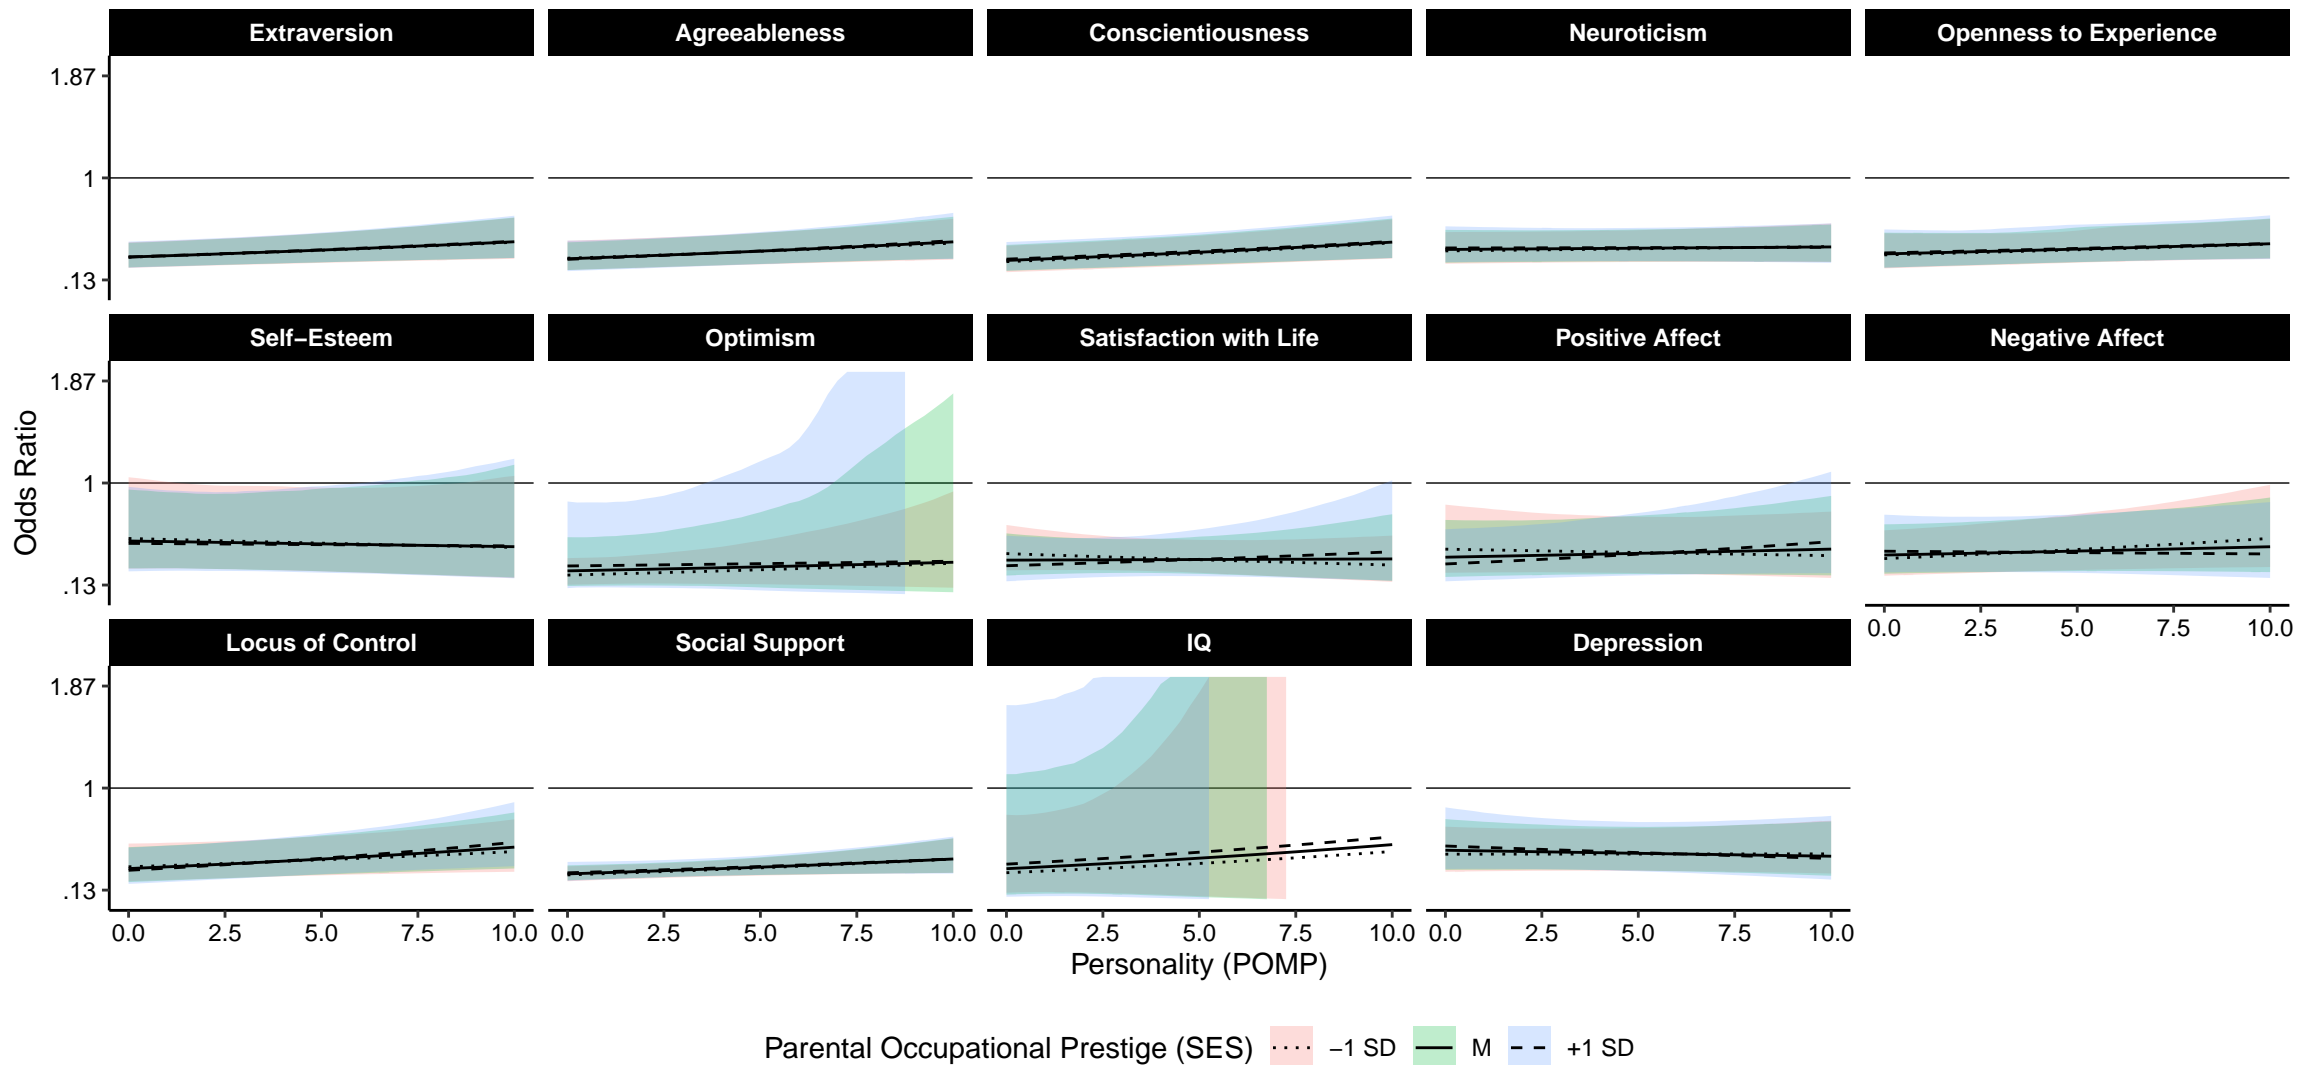 Extraversion
Agreeableness
Conscientiousness
Neuroticism
Openness to Experience
1.87
1
.13
Self−Esteem
Optimism
Satisfaction with Life
Positive Affect
Negative Affect
1.87
1
.13
Odds Ratio
0.0 2.5 5.0 7.5 10.0
Locus of Control
Social Support
IQ
Depression
1.87
1
.13
0.0 2.5 5.0 7.5 10.0
0.0 2.5 5.0 7.5 10.0
0.0 2.5 5.0 7.5 10.0
0.0 2.5 5.0 7.5 10.0
Personality (POMP)
Parental Occupational Prestige (SES) −1 SD M +1 SD